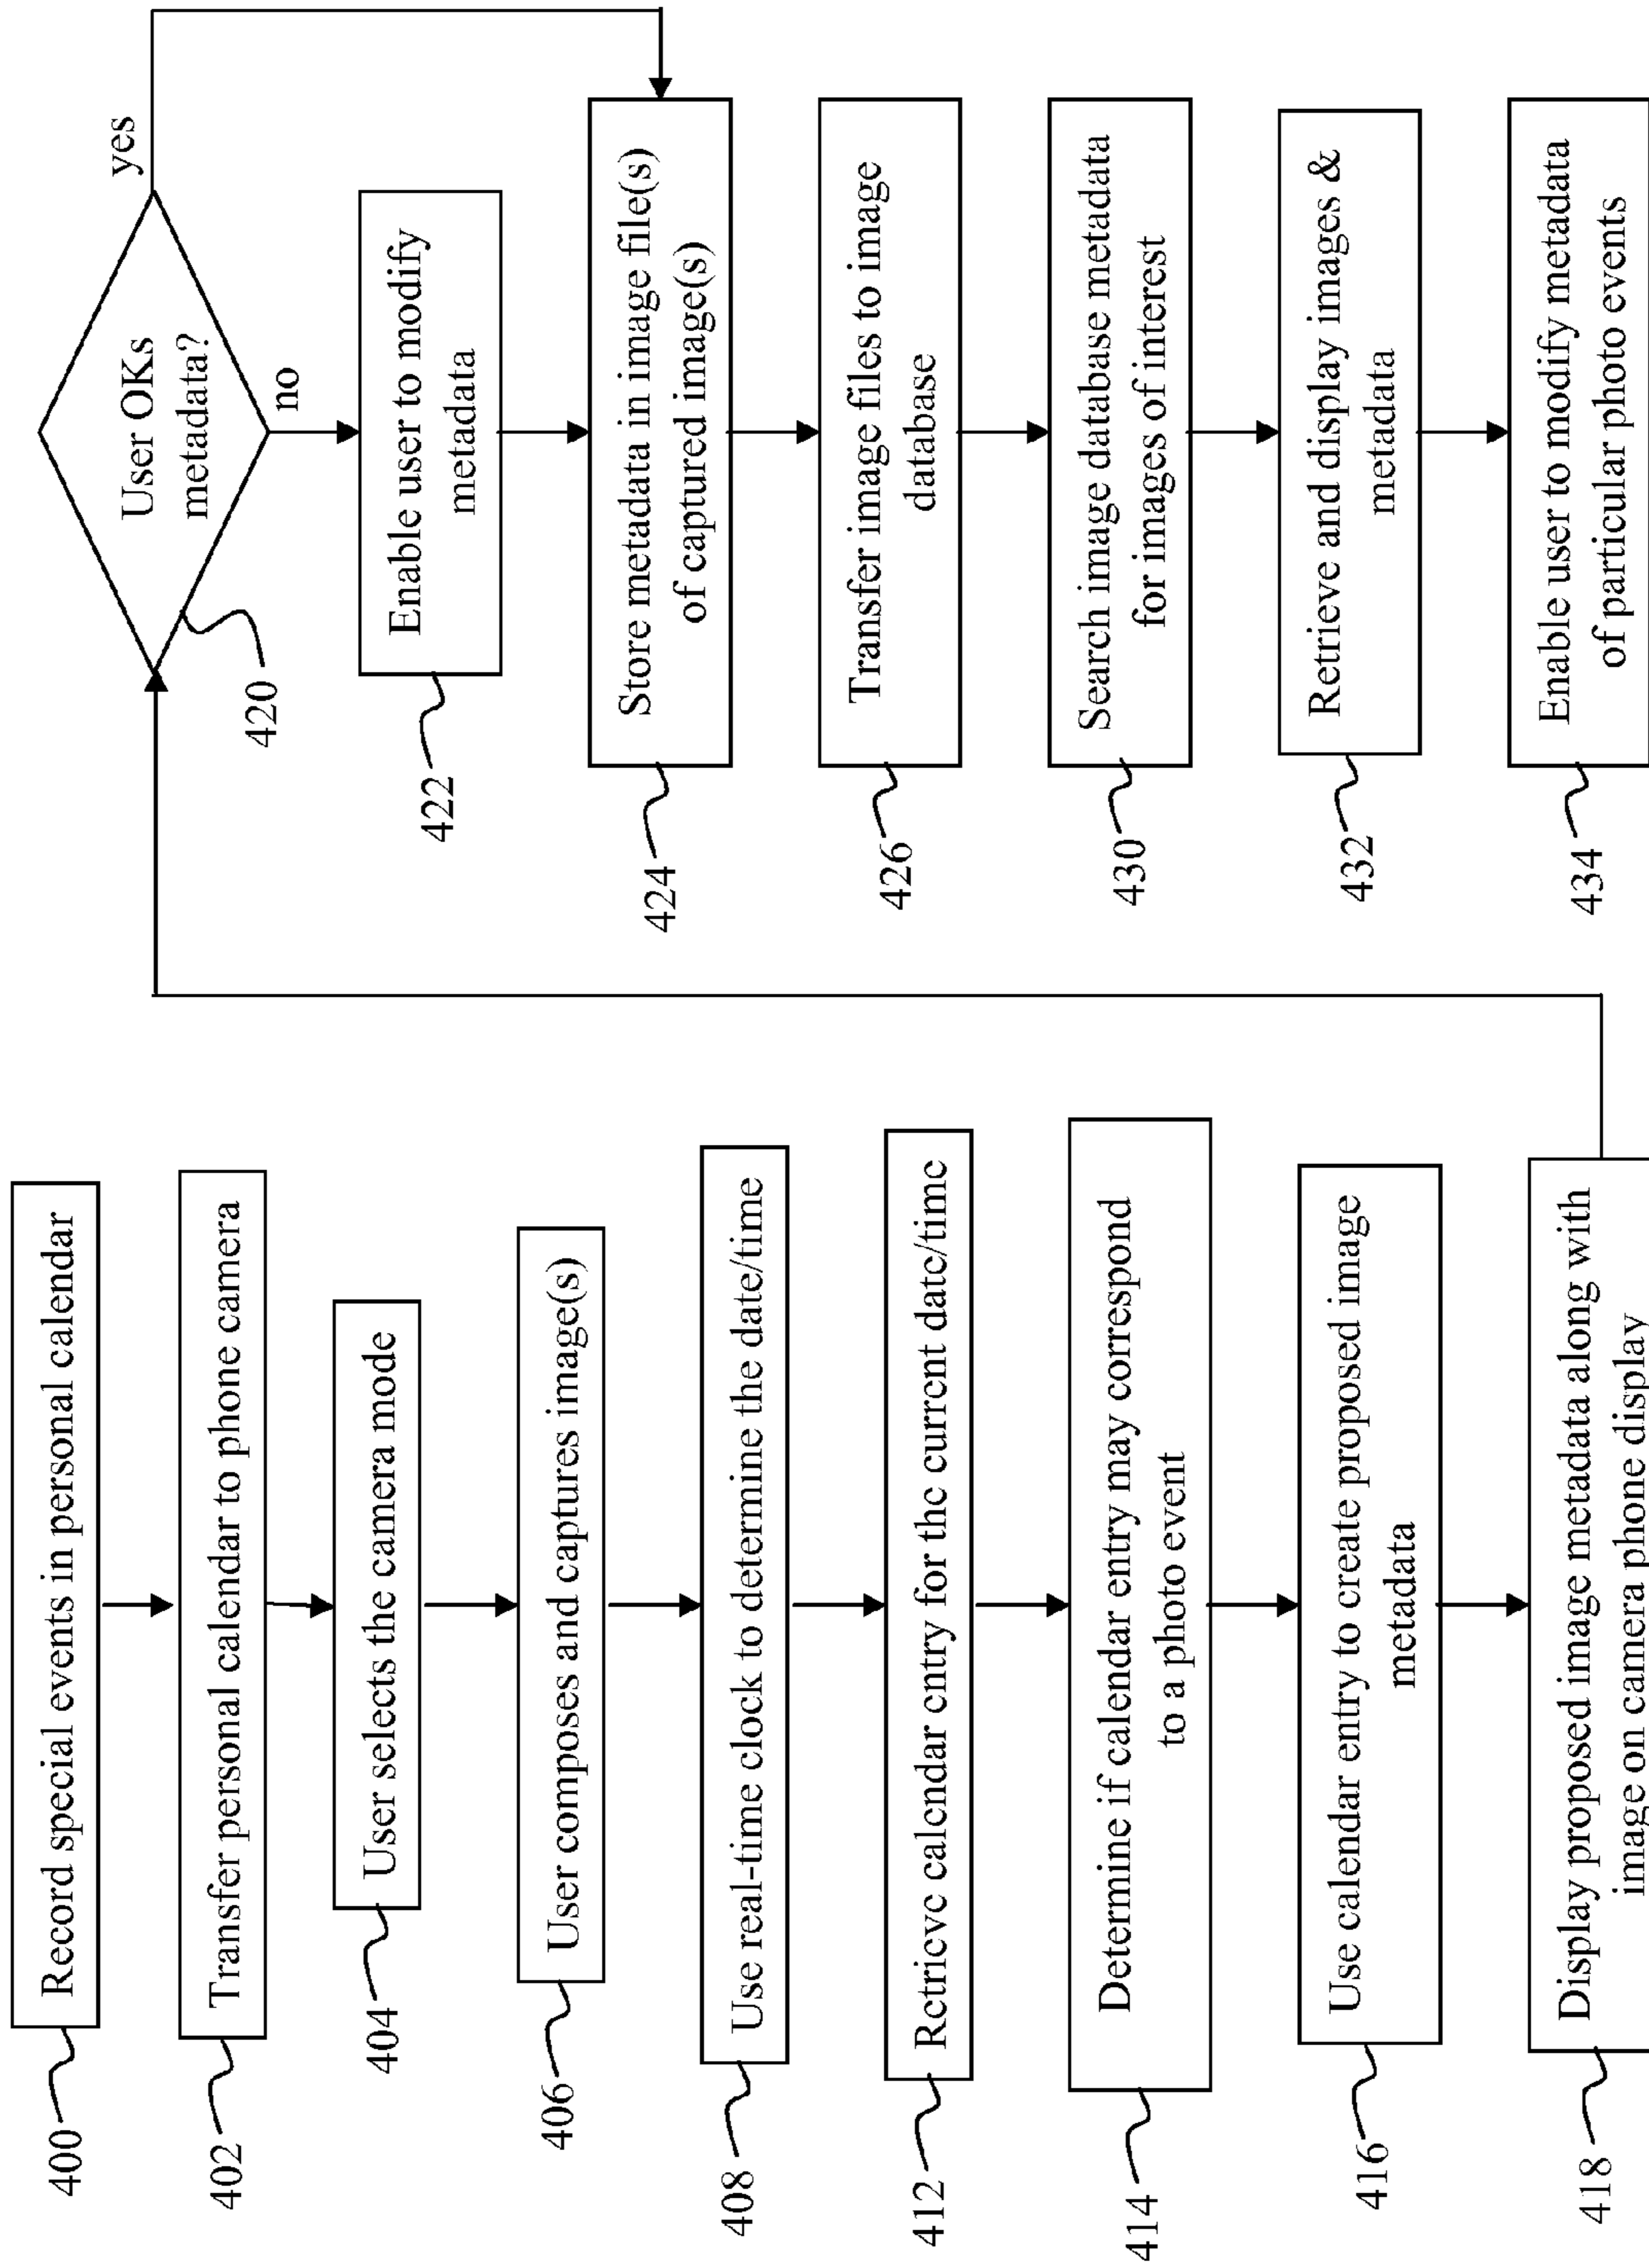 400
Record special events in personal calendar
402
Transfer personal calendar to phone camera
404
User selects the camera mode
406
User composes and captures image(s)
408
Use real-time clock to determine the date/time
412
Retrieve calendar entry for the current date/time
414
Determine if calendar entry may correspond
to a photo event
416
Use calendar entry to create proposed image
metadata
418
Display proposed image metadata along with
image on camera phone display
420
User OKs
metadata?
yes
no
422
Enable user to modify
metadata
424
Store metadata in image file(s)
of captured image(s)
426
Transfer image files to image
database
430
Search image database metadata
for images of interest
432
Retrieve and display images &
metadata
434
Enable user to modify metadata
of particular photo events